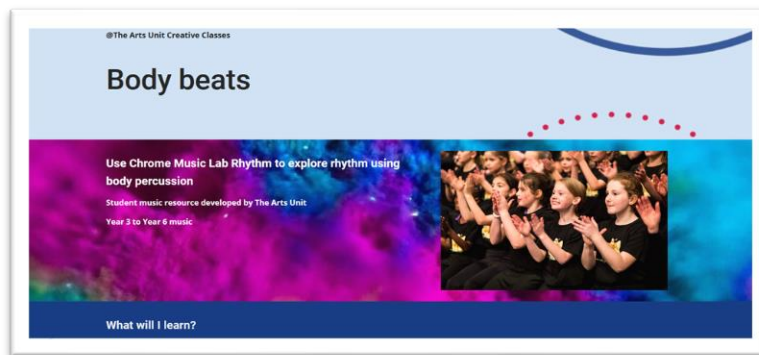 @The Arts Unit Creative Classes
Body beats
Use Chrome Music Lab Rhythm to explore rhythm using
body percussion
Student music resource developed by The Arts Unit
Year 3 to Year 6 music
What will I learn?